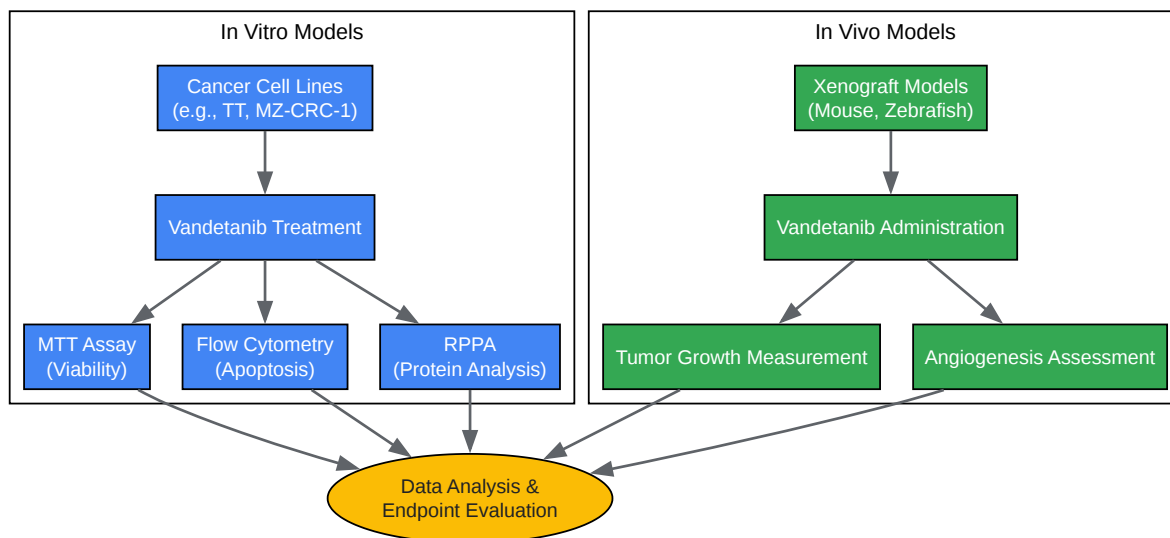 In Vitro Models
Cancer Cell Lines
(e.g., TT, MZ-CRC-1)
Vandetanib Treatment
MTT Assay
(Viability)
Flow Cytometry
(Apoptosis)
RPPA
(Protein Analysis)
In Vivo Models
Xenograft Models
(Mouse, Zebrafish)
Vandetanib Administration
Tumor Growth Measurement
Angiogenesis Assessment
Data Analysis &
Endpoint Evaluation